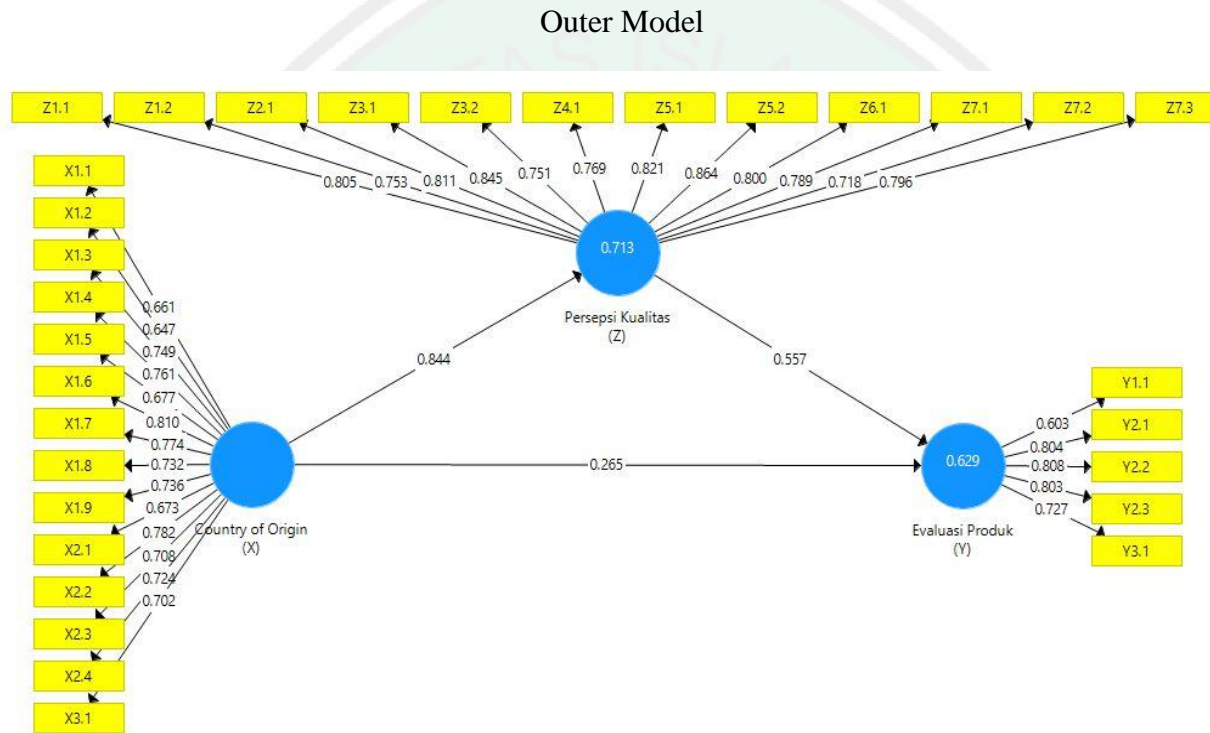 Outer Model
Z1.1 Z1.2 Z2.1 Z3.1 Z3.2 Z4.1 Z5.1 Z5.2 Z6.1 Z7.1 Z7.2 Z7.3
0.805 0.753 0.811 0.845 0.751 0.769 0.821 0.864 0.800 0.789 0.718 0.796
0.713
Persepsi Kualitas
(Z)
X1.1
X1.2
X1.3
X1.4
X1.5
X1.6
X1.7
X1.8
X1.9
X2.1
X2.2
X2.3
X2.4
X3.1
0.661
0.647
0.749
0.761
0.677
0.810
0.774
0.732
0.736
0.673
0.782
0.708
0.724
0.702
Country of Origin
(X)
0.844
0.557
0.265
0.629
Evaluasi Produk
(Y)
0.603
0.804
0.808
0.803
0.727
Y1.1
Y2.1
Y2.2
Y2.3
Y3.1